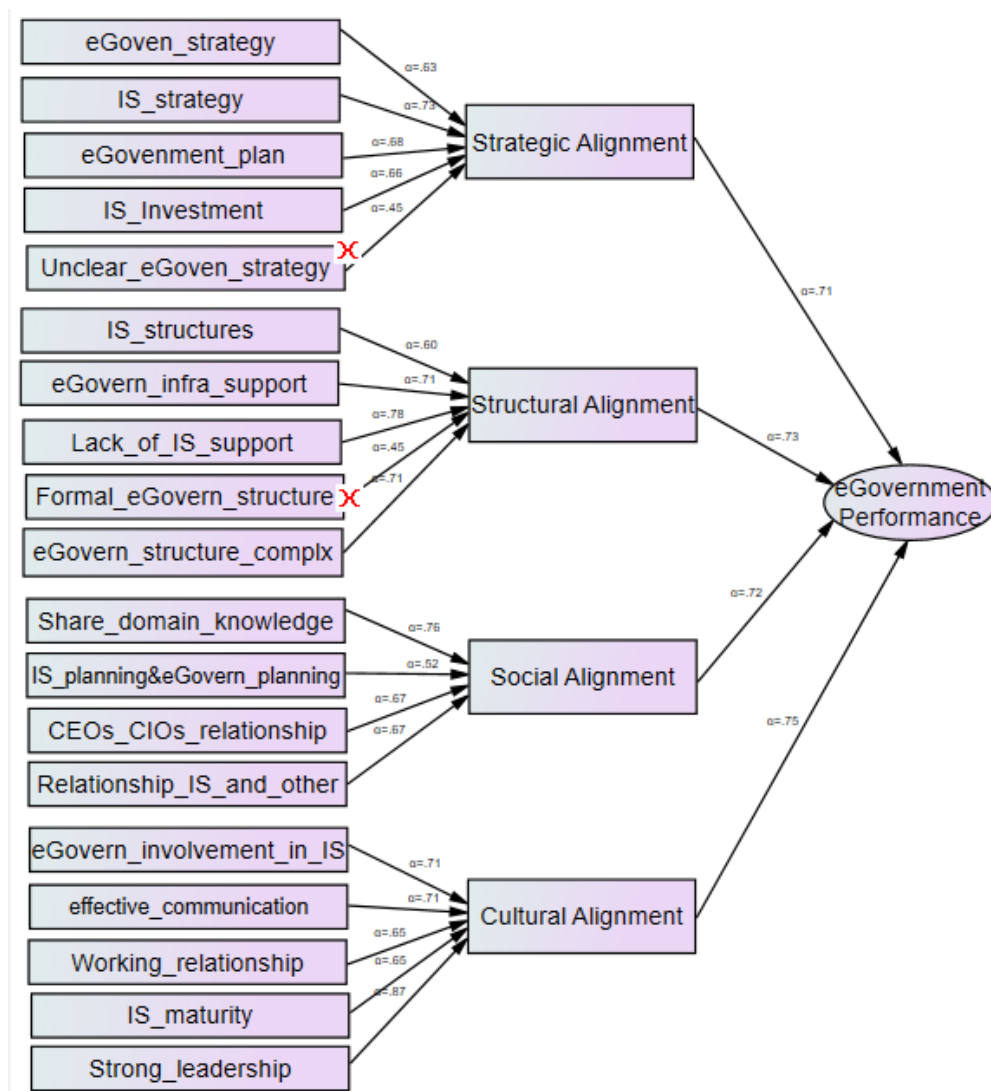 eGoven_strategy
α=.63
IS_strategy
α=.73
eGovenment_plan
α=.68
IS_Investment
α=.66
Unclear_eGoven_strategy
α=.45
Strategic Alignment
α=.71
IS_structures
α=.60
eGovern_infra_support
α=.71
Lack_of_IS_support
α=.78
Formal_eGovern_structure
α=.45
eGovern_structure_complx
α=.71
Structural Alignment
α=.73
eGovernment
Performance
Share_domain_knowledge
α=.76
IS_planning&eGovern_planning
α=.52
CEOs_CIOs_relationship
α=.67
Relationship_IS_and_other
α=.67
Social Alignment
α=.72
eGovern_involvement_in_IS
α=.71
effective_communication
α=.71
Working_relationship
α=.65
IS_maturity
α=.65
Strong_leadership
α=.87
Cultural Alignment
α=.75